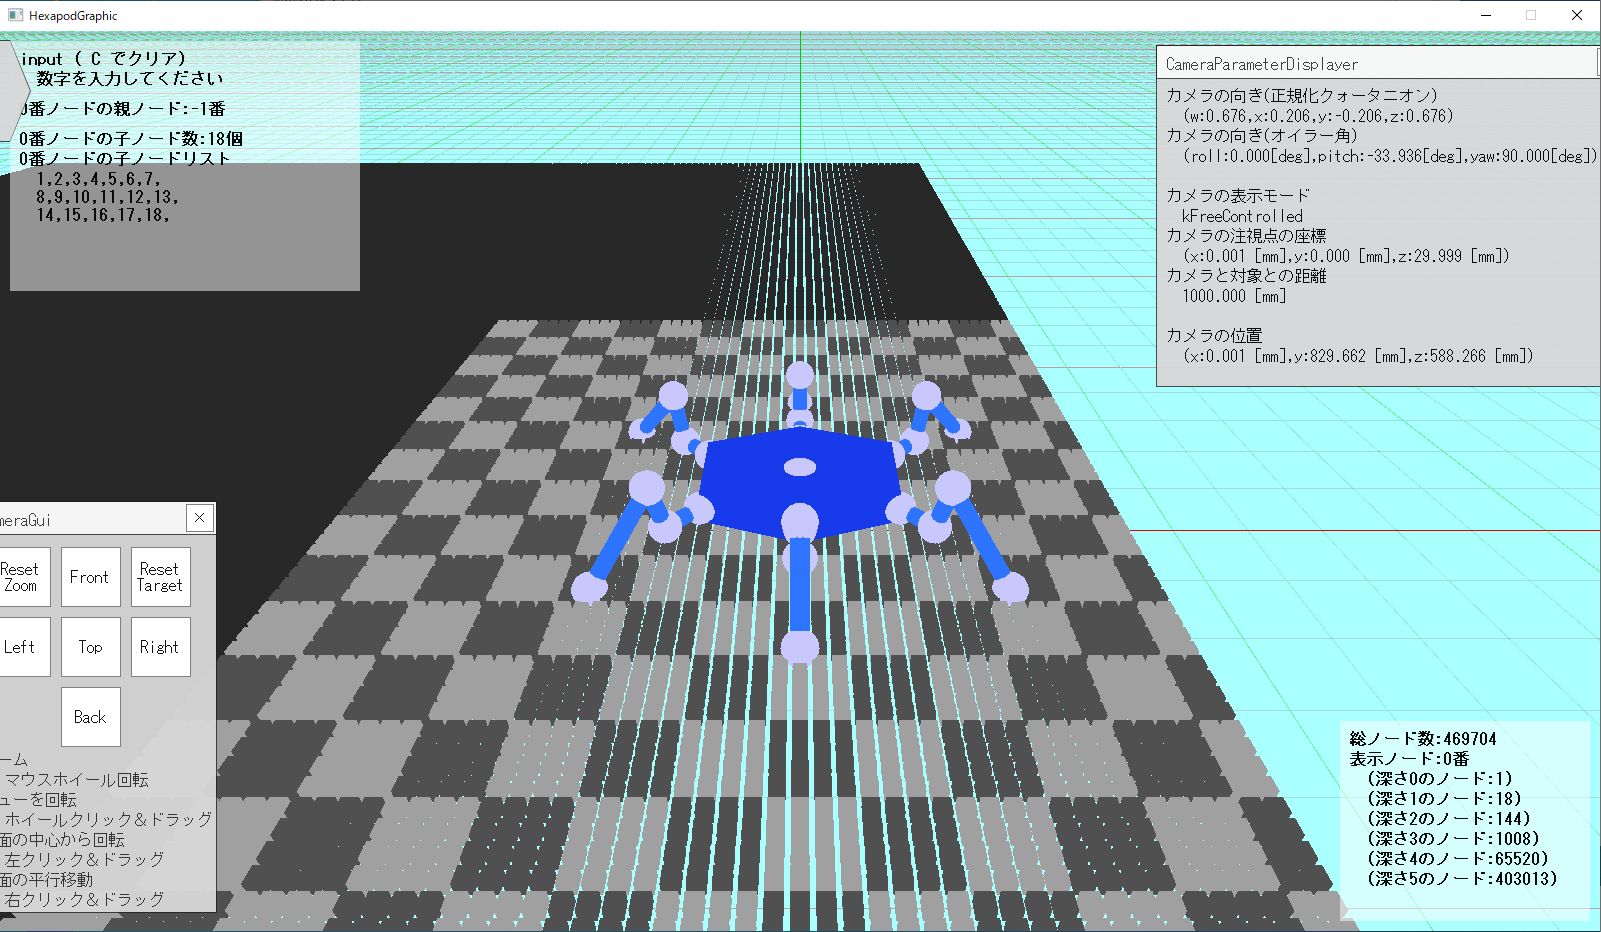 HexapodGraphic
input ( C でクリア)
数字を入力してください
0番ノードの親ノード:-1番
0番ノードの子ノード数:18個
0番ノードの子ノードリスト
1,2,3,4,5,6,7,
8,9,10,11,12,13,
14,15,16,17,18,
CameraParameterDisplayer
カメラの向き(正規化クォータニオン)
(w:0.676,x:0.206,y:-0.206,z:0.676)
カメラの向き(オイラー角)
(roll:0.000[deg],pitch:-33.936[deg],yaw:90.000[deg])
カメラの表示モード
kFreeControlled
カメラの注視点の座標
(x:0.001 [mm],y:0.000 [mm],z:29.999 [mm])
カメラと対象との距離
1000.000 [mm]
カメラの位置
(x:0.001 [mm],y:829.662 [mm],z:588.266 [mm])
meraGui
Reset Zoom
Front
Reset Target
Left
Top
Right
Back
ーム
マウスホイール回転
ューを回転
ホイールクリック＆ドラッグ
面の中心から回転
左クリック＆ドラッグ
面の平行移動
右クリック＆ドラッグ
総ノード数:469704
表示ノード:0番
(深さ0のノード:1)
(深さ1のノード:18)
(深さ2のノード:144)
(深さ3のノード:1008)
(深さ4のノード:65520)
(深さ5のノード:403013)